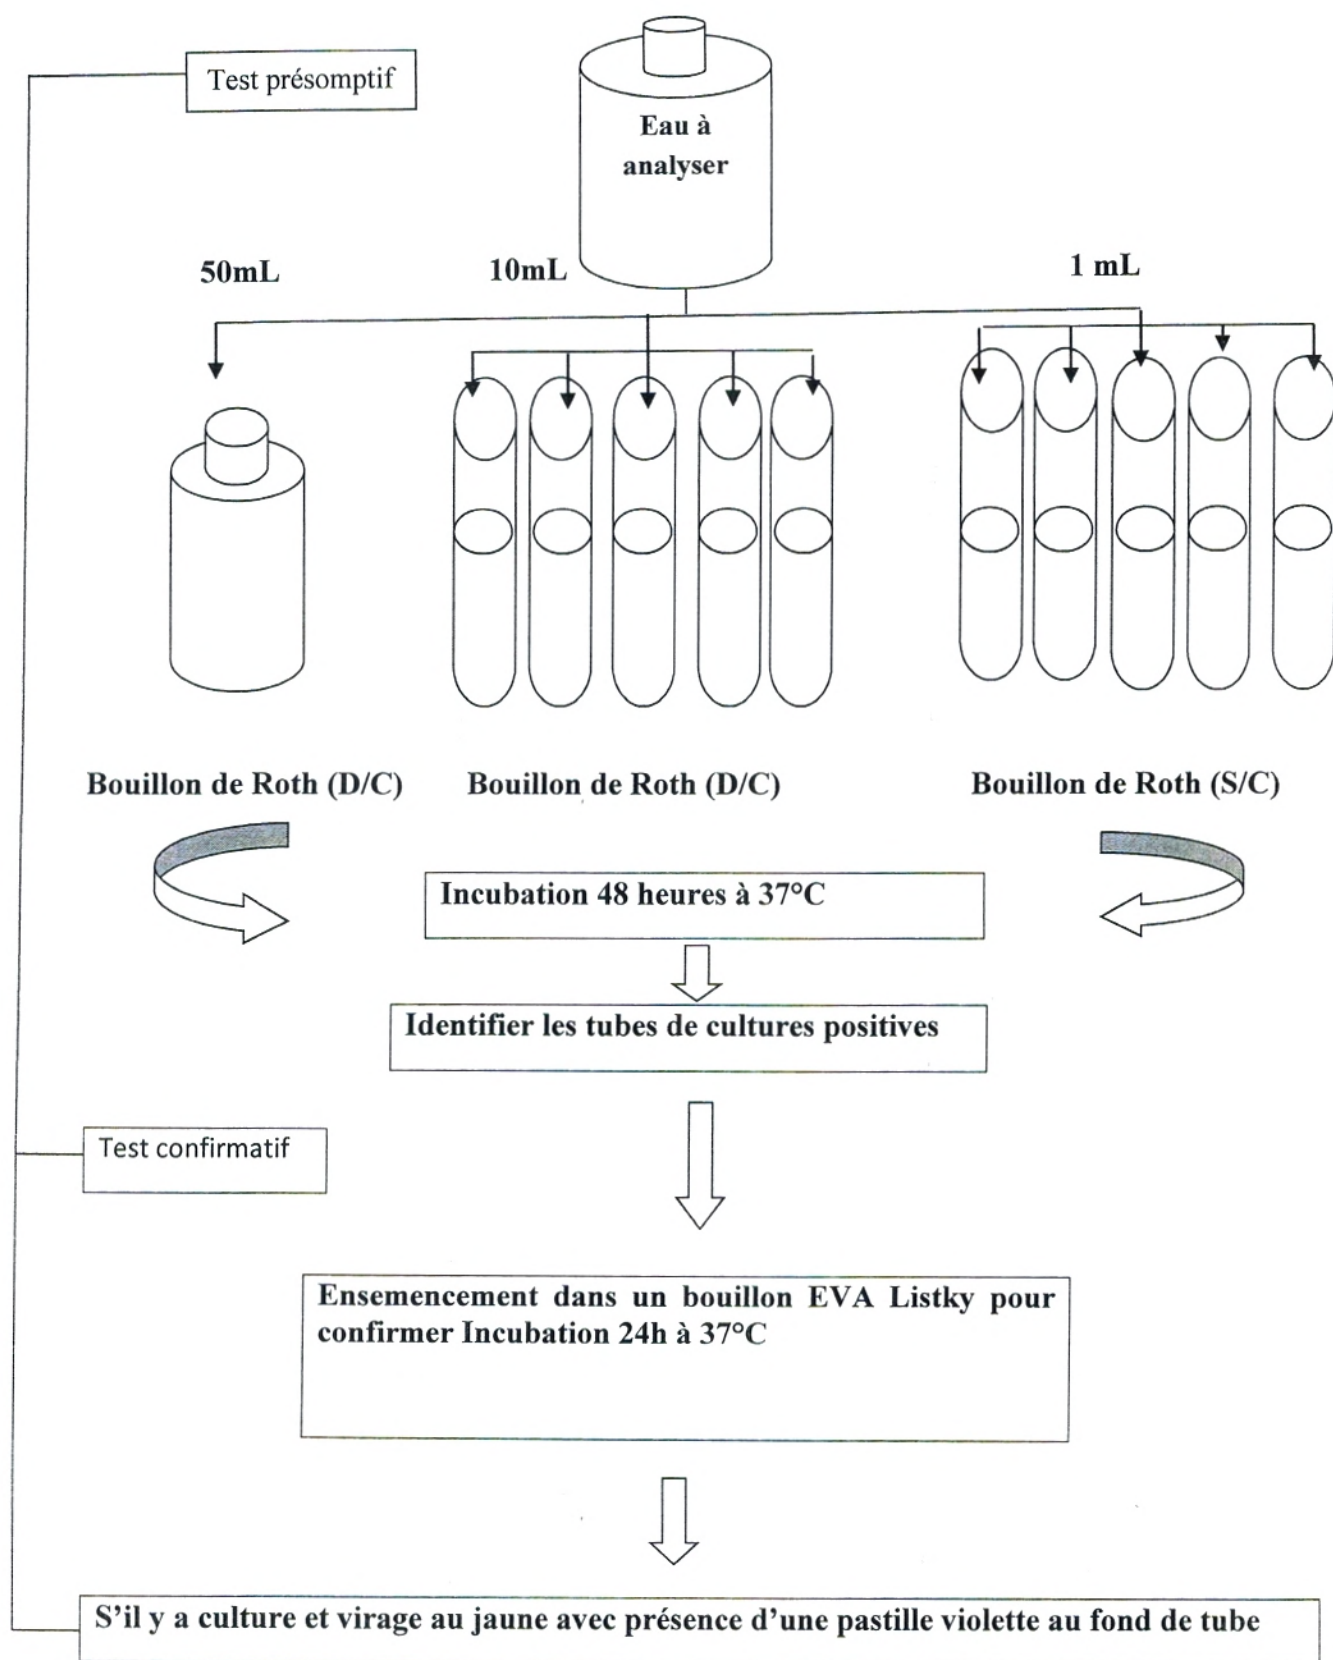 Test présomptif
Eau à
analyser
50mL
10mL
1 mL
Bouillon de Roth (D/C)
Bouillon de Roth (D/C)
Bouillon de Roth (S/C)
Incubation 48 heures à 37°C
Identifier les tubes de cultures positives
Test confirmatif
Ensemencement dans un bouillon EVA Listky pour
confirmer Incubation 24h à 37°C
S'il y a culture et virage au jaune avec présence d'une pastille violette au fond de tube